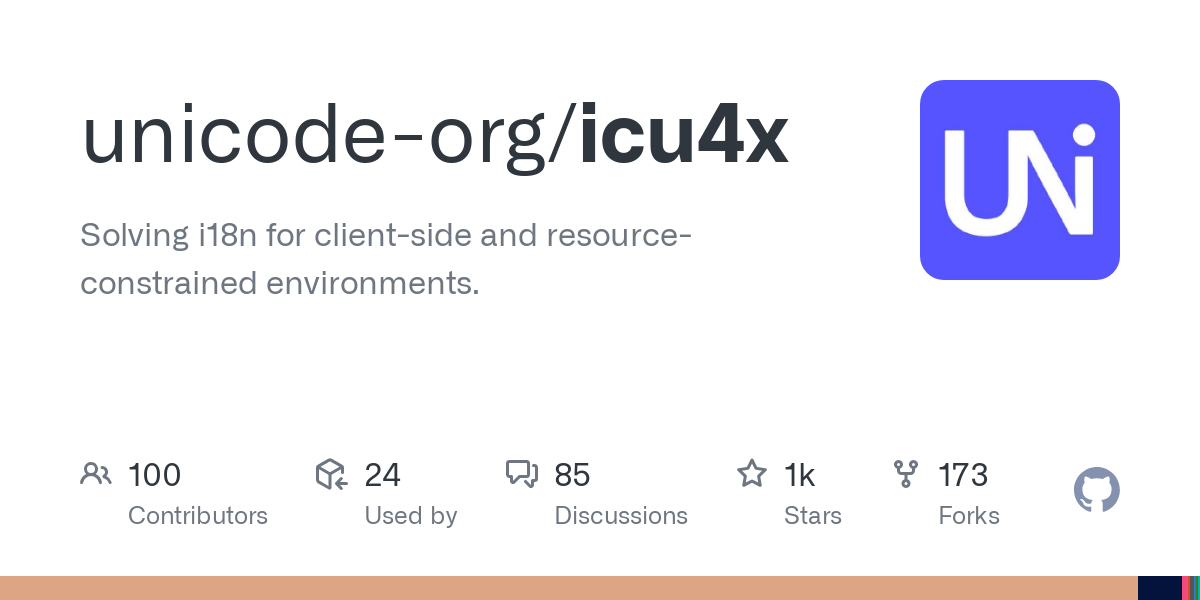 unicode-org/icu4x
UNi
Solving i18n for client-side and resource-
constrained environments.
100 24 85 1k 173
Contributors Used by Discussions Stars Forks